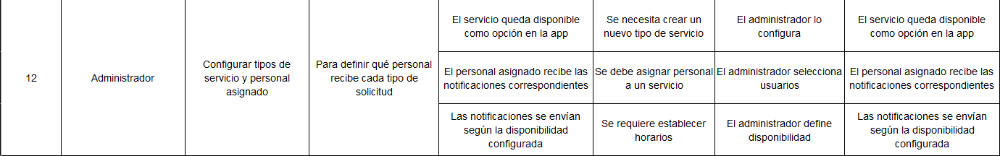 12
Administrador
Configurar tipos de
servicio y personal
asignado
Para definir qué personal
recibe cada tipo de
solicitud
El servicio queda disponible
como opción en la app
Se necesita crear un
nuevo tipo de servicio
El administrador lo
configura
El servicio queda disponible
como opción en la app
El personal asignado recibe las
notificaciones correspondientes
Se debe asignar personal
a un servicio
El administrador selecciona
usuarios
El personal asignado recibe las
notificaciones correspondientes
Las notificaciones se envían
según la disponibilidad
configurada
Se requiere establecer
horarios
El administrador define
disponibilidad
Las notificaciones se envían
según la disponibilidad
configurada